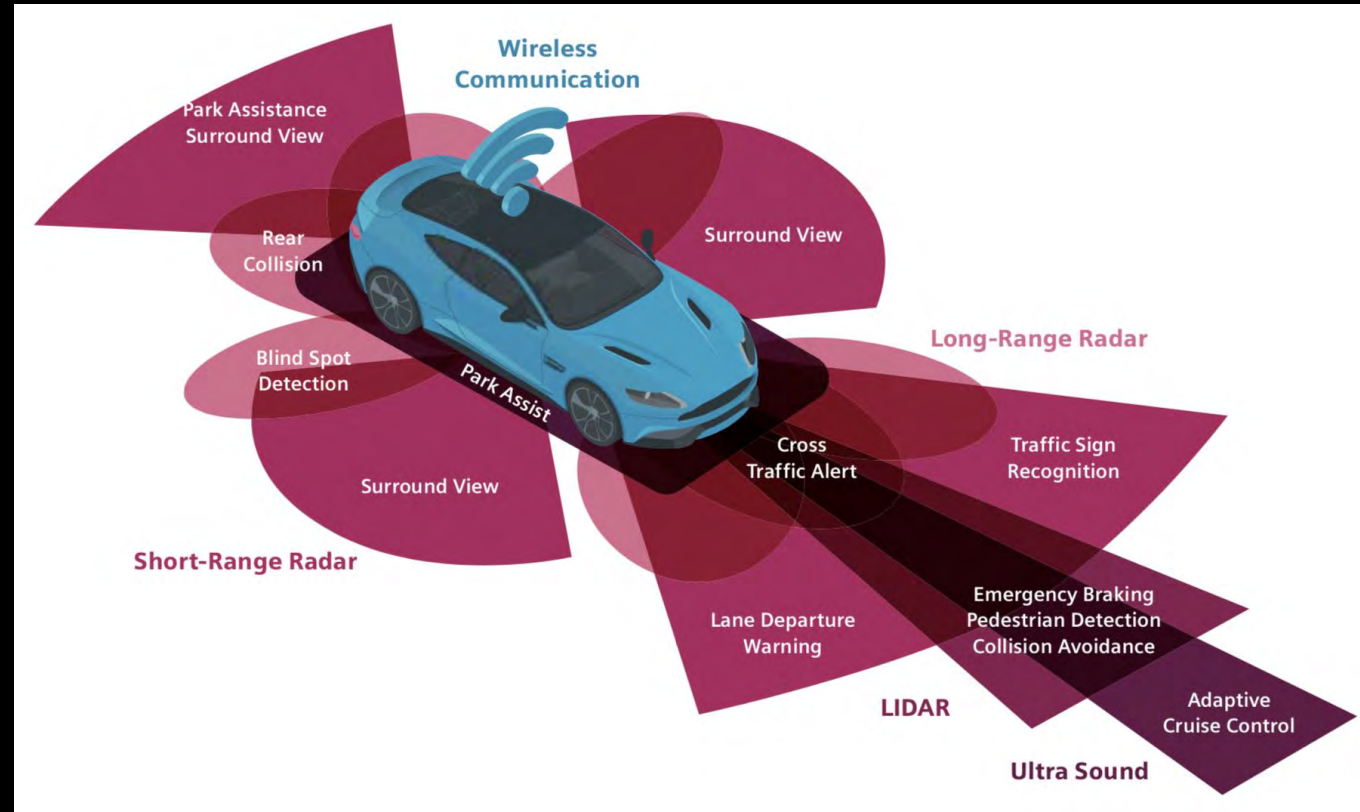 Wireless
Communication
Park Assistance
Surround View
Surround View
Rear
Collision
Long-Range Radar
Blind Spot
Detection
Park Assist
Cross
Traffic Alert
Traffic Sign
Recognition
Surround View
Short-Range Radar
Emergency Braking
Pedestrian Detection
Collision Avoidance
Lane Departure
Warning
LIDAR
Adaptive
Cruise Control
Ultra Sound